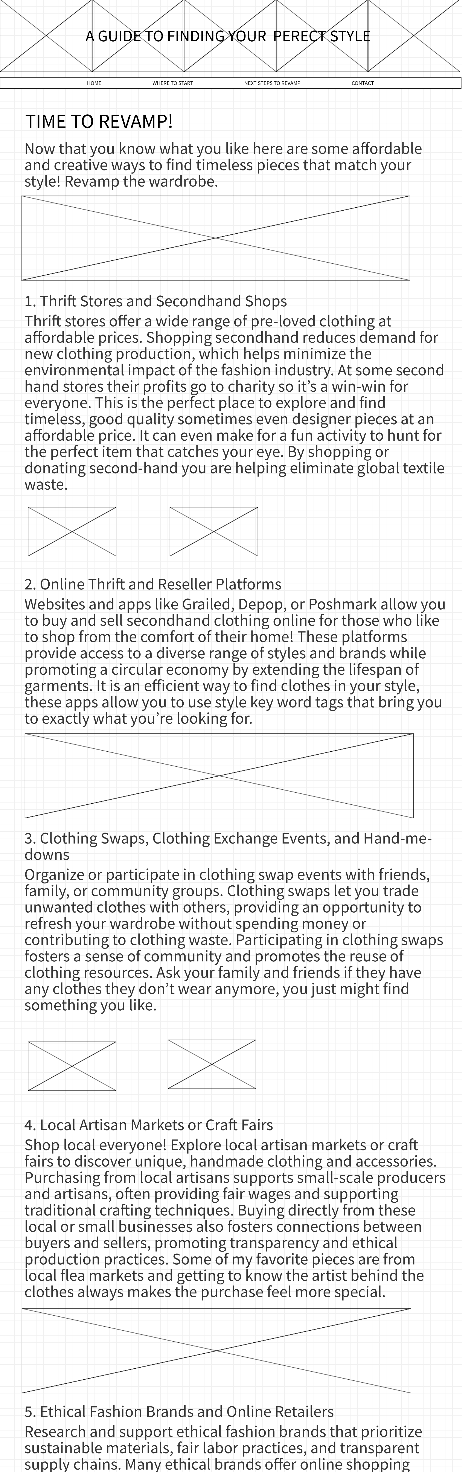 A GUIDE TO FINDING YOUR PERECT STYLE
HOME WHERE TO START NEXT STEPS TO REVAMP CONTACT
TIME TO REVAMP!
Now that you know what you like here are some affordable
and creative ways to find timeless pieces that match your
style! Revamp the wardrobe.
1. Thrift Stores and Secondhand Shops
Thrift stores offer a wide range of pre-loved clothing at
affordable prices. Shopping secondhand reduces demand for
new clothing production, which helps minimize the
environmental impact of the fashion industry. At some second
hand stores their profits go to charity so it's a win-win for
everyone. This is the perfect place to explore and find
timeless, good quality sometimes even designer pieces at an
affordable price. It can even make for a fun activity to hunt for
the perfect item that catches your eye. By shopping or
donating second-hand you are helping eliminate global textile
waste.
2. Online Thrift and Reseller Platforms
Websites and apps like Grailed, Depop, or Poshmark allow you
to buy and sell secondhand clothing online for those who like
to shop from the comfort of their home! These platforms
provide access to a diverse range of styles and brands while
promoting a circular economy by extending the lifespan of
garments. It is an efficient way to find clothes in your style,
these apps allow you to use style key word tags that bring you
to exactly what you're looking for.
3. Clothing Swaps, Clothing Exchange Events, and Hand-me-
downs
Organize or participate in clothing swap events with friends,
family, or community groups. Clothing swaps let you trade
unwanted clothes with others, providing an opportunity to
refresh your wardrobe without spending money or
contributing to clothing waste. Participating in clothing swaps
fosters a sense of community and promotes the reuse of
clothing resources. Ask your family and friends if they have
any clothes they don't wear anymore, you just might find
something you like.
4. Local Artisan Markets or Craft Fairs
Shop local everyone! Explore local artisan markets or craft
fairs to discover unique, handmade clothing and accessories.
Purchasing from local artisans supports small-scale producers
and artisans, often providing fair wages and supporting
traditional crafting techniques. Buying directly from these
local or small businesses also fosters connections between
buyers and sellers, promoting transparency and ethical
production practices. Some of my favorite pieces are from
local flea markets and getting to know the artist behind the
clothes always makes the purchase feel more special.
5. Ethical Fashion Brands and Online Retailers
Research and support ethical fashion brands that prioritize
sustainable materials, fair labor practices, and transparent
supply chains. Many ethical brands offer online shopping